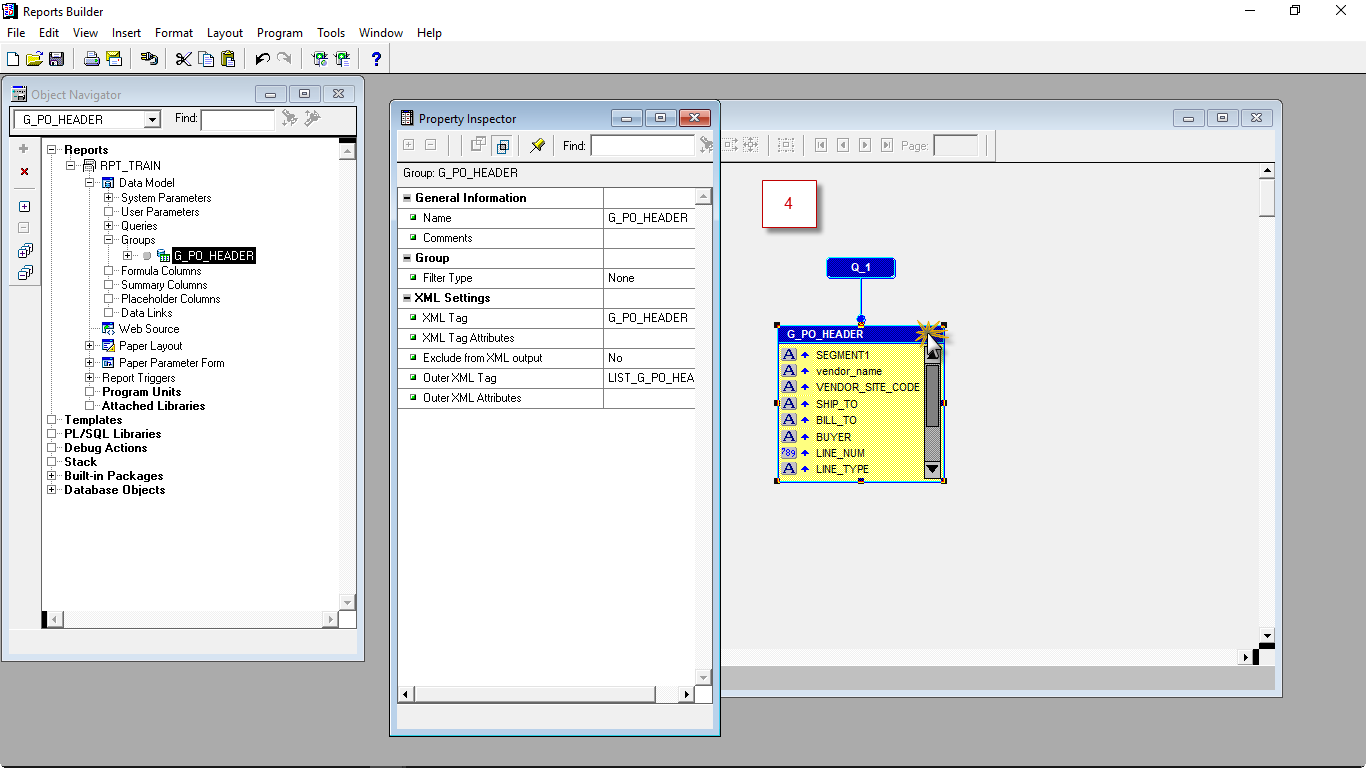 Reports Builder
File Edit View Insert Format Layout Program Tools Window Help
Object Navigator
G_PO_HEADER
Find:
Reports
RPT_TRAIN
Data Model
System Parameters
User Parameters
Queries
Groups
G_PO_HEADER
Formula Columns
Summary Columns
Placeholder Columns
Data Links
Web Source
Paper Layout
Paper Parameter Form
Report Triggers
Program Units
Attached Libraries
Templates
PL/SQL Libraries
Debug Actions
Stack
Built-in Packages
Database Objects
Property Inspector
Find:
Group: G_PO_HEADER
General Information
Name G_PO_HEADER
Comments
Group
Filter Type None
XML Settings
XML Tag G_PO_HEADER
XML Tag Attributes
Exclude from XML output No
Outer XML Tag LIST_G_PO_HEA
Outer XML Attributes
Page:
4
Q_1
G_PO_HEADER
A SEGMENT1
A vendor_name
A VENDOR_SITE_CODE
A SHIP_TO
A BILL_TO
A BUYER
789 LINE_NUM
A LINE_TYPE